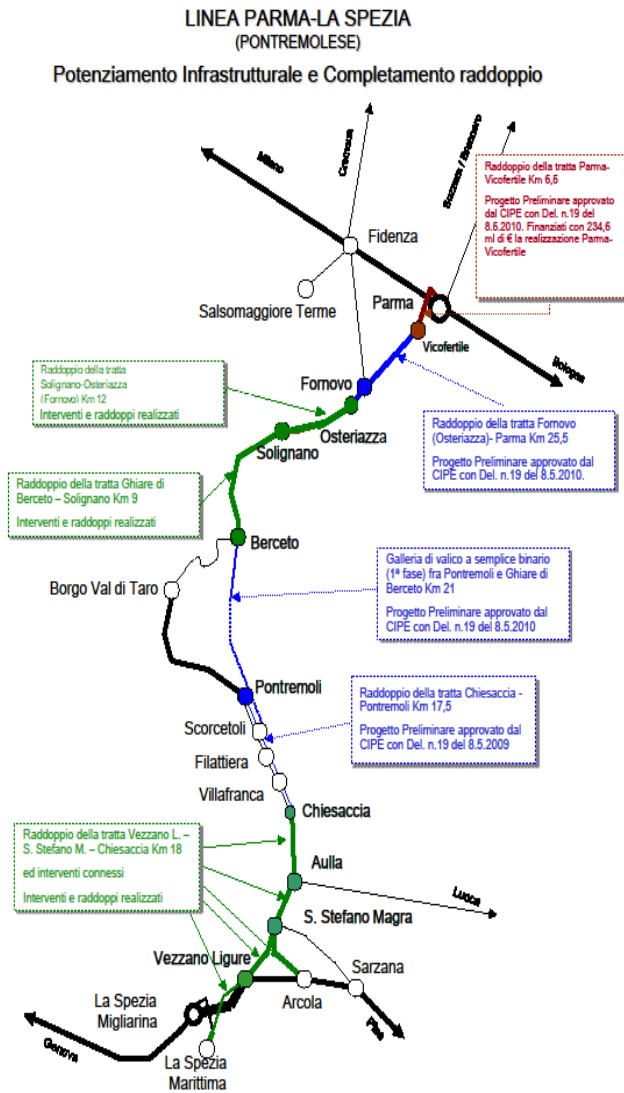 LINEA PARMA-LA SPEZIA
(PONTREMOLESE)
Potenziamento Infrastrutturale e Completamento raddoppio
Milano
Cremona
Suzzara / Brennero
Raddoppio della tratta Parma-
Vicofertile Km 6,5
Progetto Preliminare approvato
dal CIPE con Del. n.19 del
8.5.2010. Finanziati con 234,6
ml di € la realizzazione Parma-
Vicofertile
Fidenza
Salsomaggiore Terme
Parma
Vicofertile
Bologna
Raddoppio della tratta
Solignano-Osteriazza
(Fornovo) Km 12
Interventi e raddoppi realizzati
Fornovo
Osteriazza
Solignano
Raddoppio della tratta Fornovo
(Osteriazza)- Parma Km 25,5
Progetto Preliminare approvato dal
CIPE con Del. n.19 del 8.5.2010.
Raddoppio della tratta Ghiare di
Berceto – Solignano Km 9
Interventi e raddoppi realizzati
Berceto
Borgo Val di Taro
Galleria di valico a semplice binario
(1ª fase) fra Pontremoli e Ghiare di
Berceto Km 21
Progetto Preliminare approvato dal
CIPE con Del. n.19 del 8.5.2010
Pontremoli
Scorcetoli
Filattiera
Villafranca
Chiesaccia
Raddoppio della tratta Chiesaccia -
Pontremoli Km 17,5
Progetto Preliminare approvato dal
CIPE con Del. n.19 del 8.5.2009
Raddoppio della tratta Vezzano L. –
S. Stefano M. – Chiesaccia Km 18
ed interventi connessi
Interventi e raddoppi realizzati
Aulla
Lucca
S. Stefano Magra
Vezzano Ligure
Sarzana
Arcola
La Spezia
Migliarina
Pisa
Genova
La Spezia
Marittima